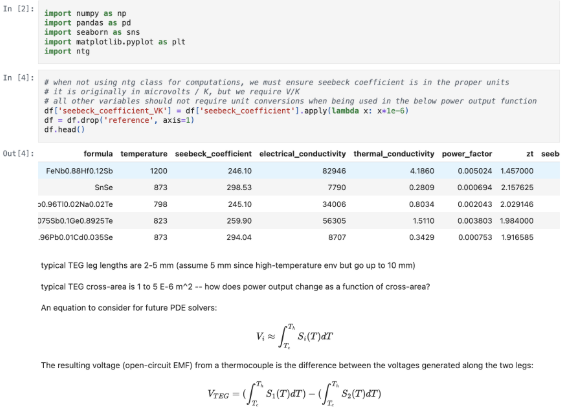 In [2]:
import numpy as np
import pandas as pd
import seaborn as sns
import matplotlib.pyplot as plt
import ntg
In [4]:
# when not using ntg class for computations, we must ensure seebeck coefficient is in the proper units
# it is originally in microvolts / K, but we require V/K
# all other variables should not require unit conversions when being used in the below power output function
df['seebeck_coefficient_VK'] = df['seebeck_coefficient'].apply(lambda x: x*1e-6)
df = df.drop('reference', axis=1)
df.head()
Out[4]:
formula temperature seebeck_coefficient electrical_conductivity thermal_conductivity power_factor zt seeb
FeNb0.88Hf0.12Sb 1200 246.10 82946 4.1860 0.005024 1.457000
SnSe 873 298.53 7790 0.2809 0.000694 2.157625
b0.96Tl0.02Na0.02Te 798 245.10 34006 0.8034 0.002043 2.029146
075Sb0.1Ge0.8925Te 823 259.90 56305 1.5110 0.003803 1.984000
.96Pb0.01Cd0.035Se 873 294.04 8707 0.3429 0.000753 1.916585
typical TEG leg lengths are 2-5 mm (assume 5 mm since high-temperature env but go up to 10 mm)
typical TEG cross-area is 1 to 5 E-6 m^2 -- how does power output change as a function of cross-area?
An equation to consider for future PDE solvers:
V_i ≈ ∫_{T_c}^{T_h} S_i(T)dT
The resulting voltage (open-circuit EMF) from a thermocouple is the difference between the voltages generated along the two legs:
V_{TEG} = (∫_{T_c}^{T_h} S_1(T)dT) − (∫_{T_c}^{T_h} S_2(T)dT)